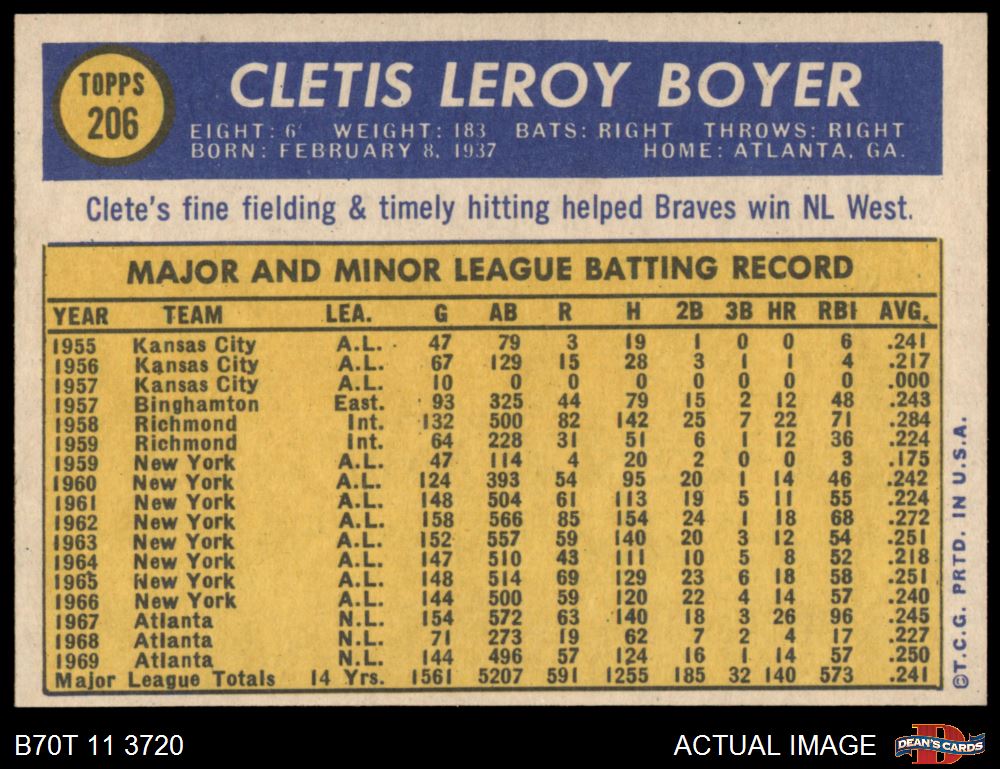 TOPPS
206
CLETIS LEROY BOYER
EIGHT: 6' WEIGHT: 183 BATS: RIGHT THROWS: RIGHT
BORN: FEBRUARY 8, 1937 HOME: ATLANTA, GA.
Clete's fine fielding & timely hitting helped Braves win NL West.
MAJOR AND MINOR LEAGUE BATTING RECORD
YEAR TEAM LEA. G AB R H 2B 3B HR RBI AVG.
1955 Kansas City A.L. 47 79 3 19 1 0 0 6 .241
1956 Kansas City A.L. 67 129 15 28 3 1 1 4 .217
1957 Kansas City A.L. 10 0 0 0 0 0 0 0 .000
1957 Binghamton East. 93 325 44 79 15 2 12 48 .243
1958 Richmond Int. 132 500 82 142 25 7 22 71 .284
1959 Richmond Int. 64 228 31 51 6 1 12 36 .224
1959 New York A.L. 47 114 4 20 2 0 0 3 .175
1960 New York A.L. 124 393 54 95 20 1 14 46 .242
1961 New York A.L. 148 504 61 113 19 5 11 55 .224
1962 New York A.L. 158 566 85 154 24 1 18 68 .272
1963 New York A.L. 152 557 59 140 20 3 12 54 .251
1964 New York A.L. 147 510 43 111 10 5 8 52 .218
1965 New York A.L. 148 514 69 129 23 6 18 58 .251
1966 New York A.L. 144 500 59 120 22 4 14 57 .240
1967 Atlanta N.L. 154 572 63 140 18 3 26 96 .245
1968 Atlanta N.L. 71 273 19 62 7 2 4 17 .227
1969 Atlanta N.L. 144 496 57 124 16 1 14 57 .250
Major League Totals 14 Yrs. 1561 5207 591 1255 185 32 140 573 .241
©T.C.G. PRTD. IN U.S.A.
B70T 11 3720
ACTUAL IMAGE
D
DEAN'S CARDS